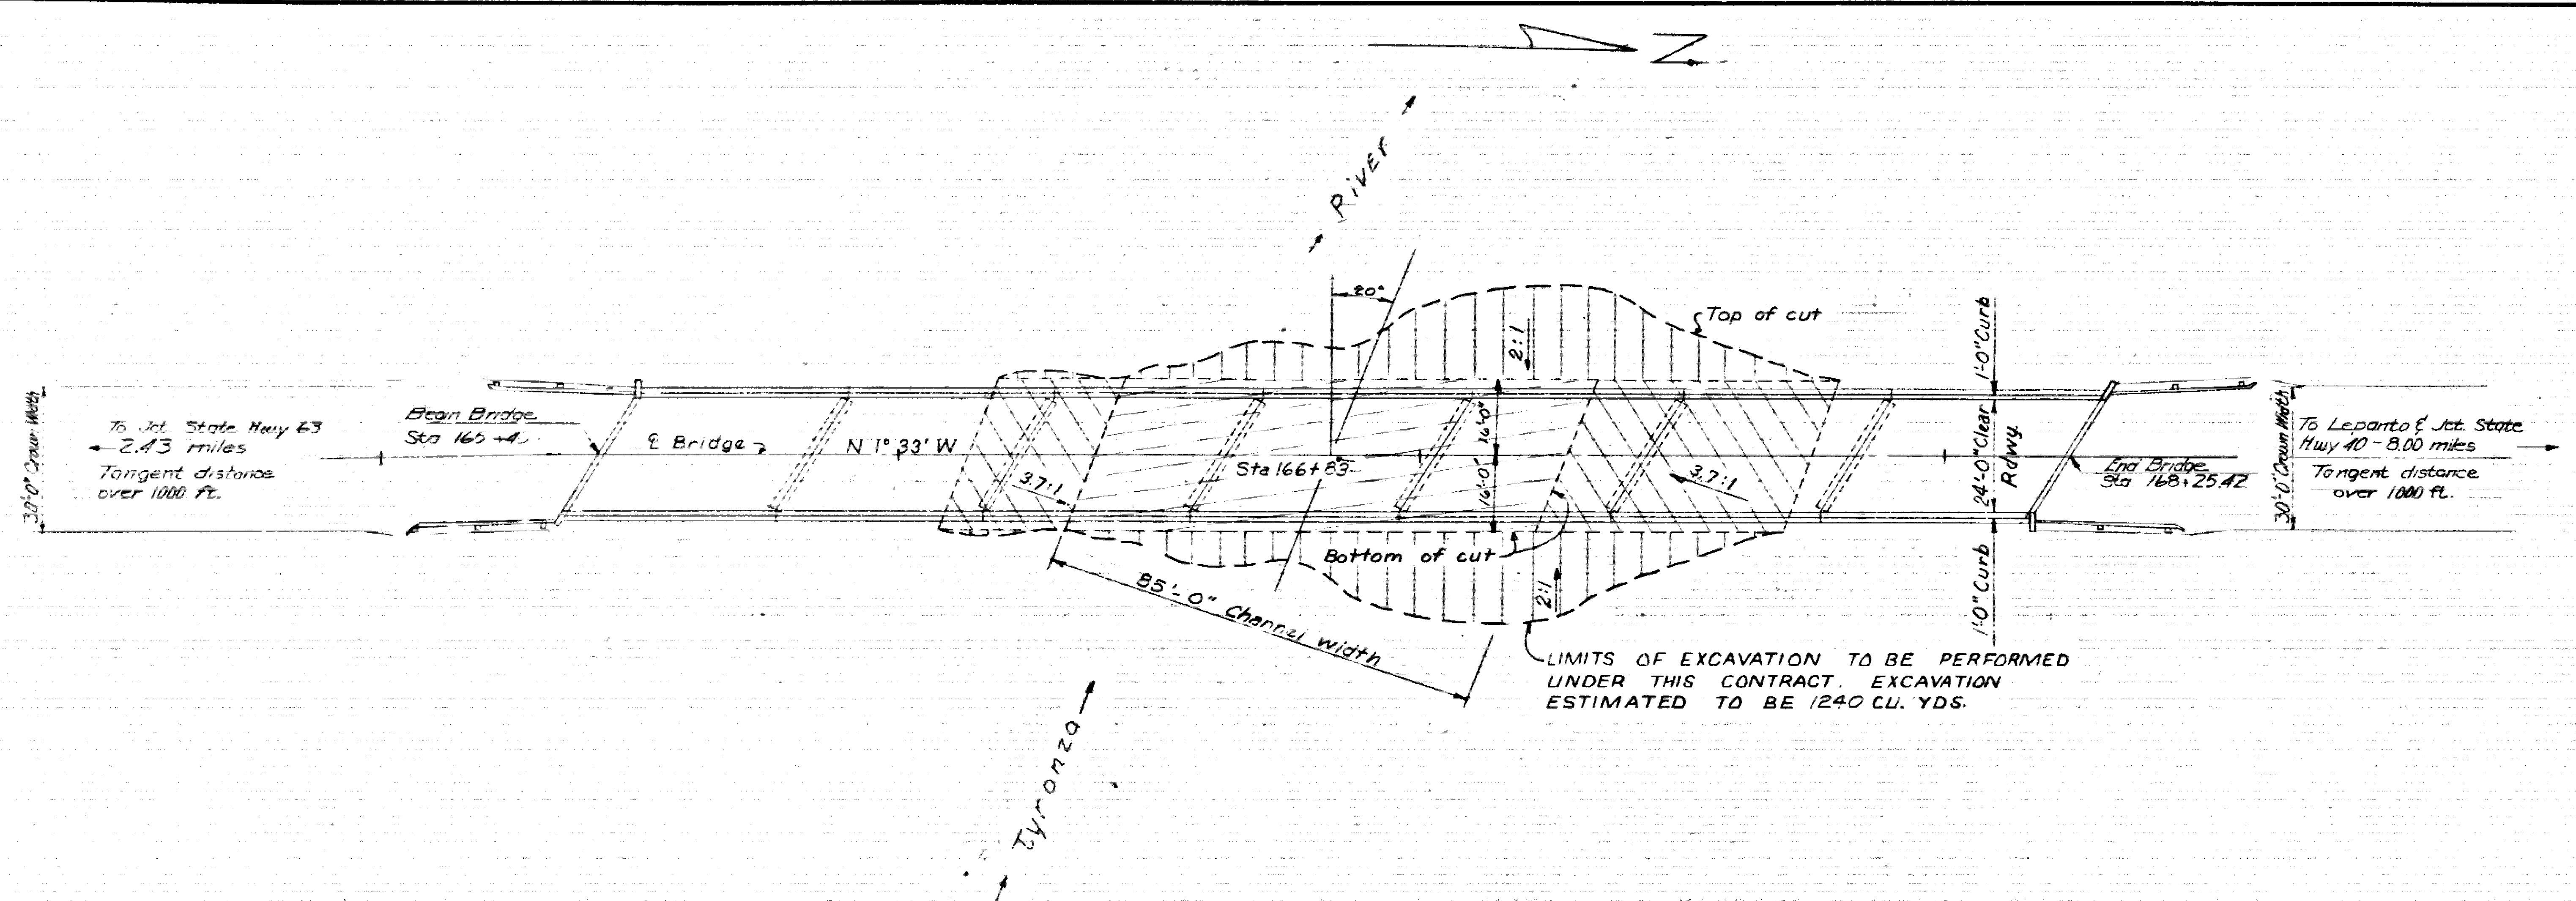 N
River
20°
Top of cut
2:1
1'-0" Curb
30'-0" Crown Width
To Jct. State Hwy 63
2.43 miles
Tangent distance
over 1000 ft.
Begin Bridge
Sta 165+4
℄ Bridge
N 1° 33' W
3.7:1
Sta 166+83
16'-0"
16'-0"
3.7:1
24'-0" Clear
Rdwy.
End Bridge
Sta 168+25.42
30'-0" Crown Width
To Lepanto & Jct. State
Hwy 40 - 8.00 miles
Tangent distance
over 1000 ft.
Bottom of cut
2:1
1'-0" Curb
85'-0" Channel width
LIMITS OF EXCAVATION TO BE PERFORMED
UNDER THIS CONTRACT. EXCAVATION
ESTIMATED TO BE 1240 CU. YDS.
Tyronza